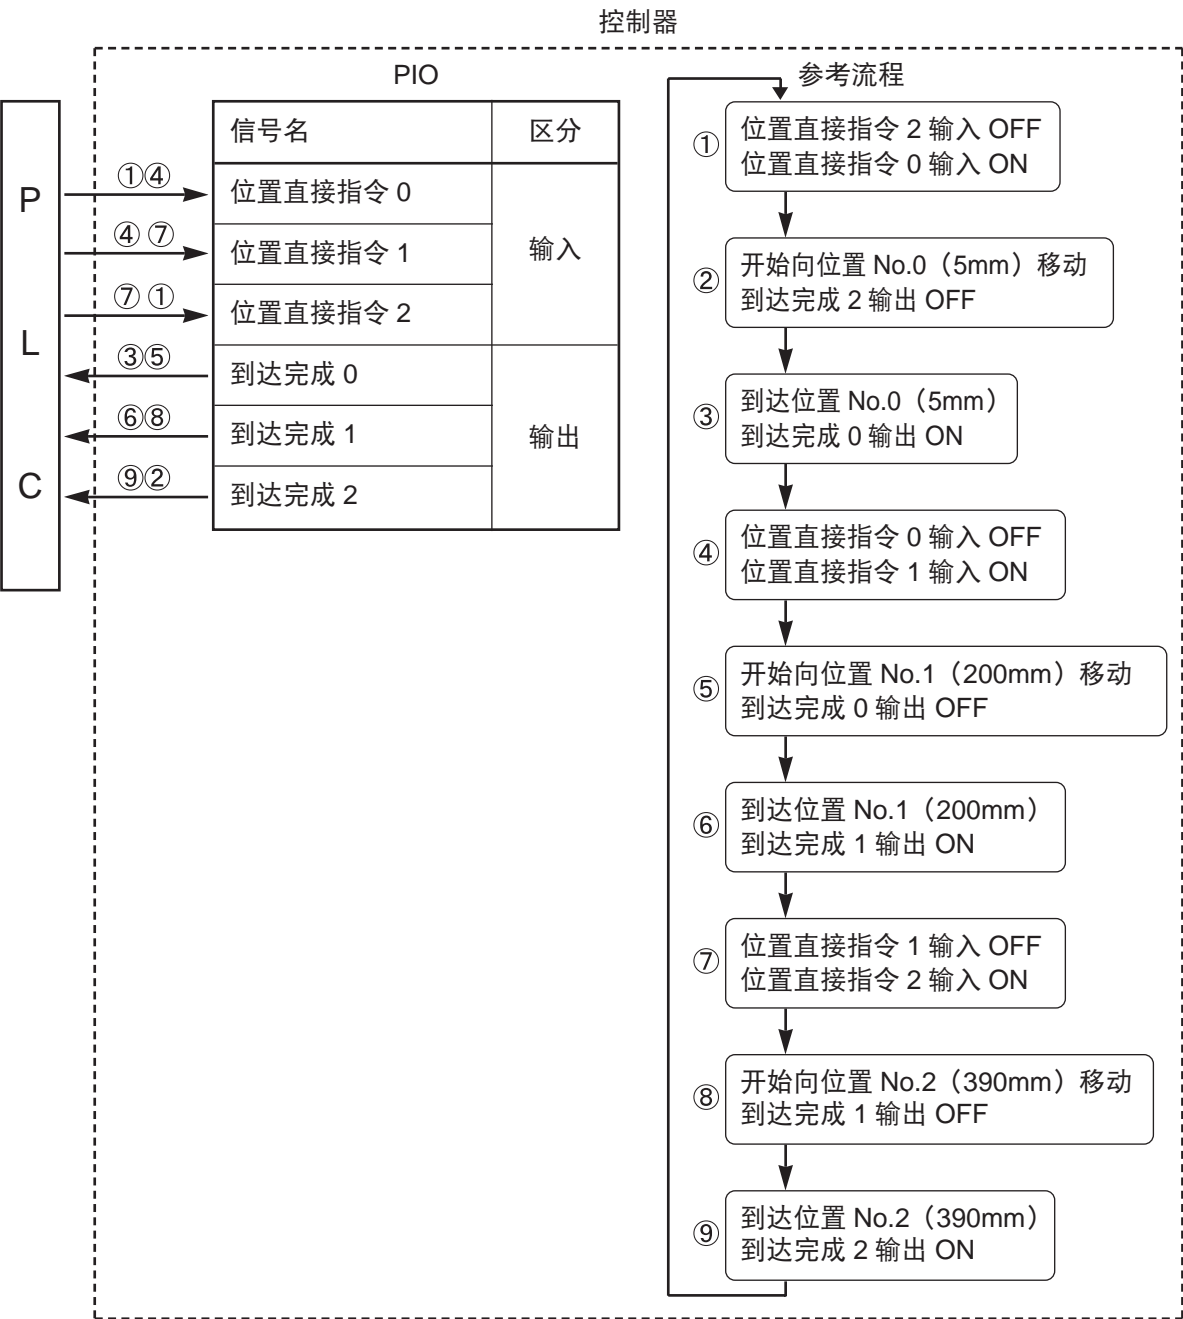 控制器
PIO
信号名 区分
P
L
C
①④ 位置直接指令 0
④ ⑦ 位置直接指令 1
输入
⑦ ① 位置直接指令 2
③⑤ 到达完成 0
⑥⑧ 到达完成 1
输出
⑨② 到达完成 2
参考流程
① 位置直接指令 2 输入 OFF
位置直接指令 0 输入 ON
② 开始向位置 No.0（5mm）移动
到达完成 2 输出 OFF
③ 到达位置 No.0（5mm）
到达完成 0 输出 ON
④ 位置直接指令 0 输入 OFF
位置直接指令 1 输入 ON
⑤ 开始向位置 No.1（200mm）移动
到达完成 0 输出 OFF
⑥ 到达位置 No.1（200mm）
到达完成 1 输出 ON
⑦ 位置直接指令 1 输入 OFF
位置直接指令 2 输入 ON
⑧ 开始向位置 No.2（390mm）移动
到达完成 1 输出 OFF
⑨ 到达位置 No.2（390mm）
到达完成 2 输出 ON